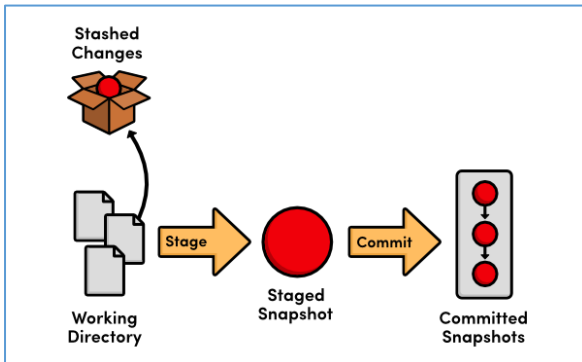 Stashed
Changes
Stage
Commit
Working
Directory
Staged
Snapshot
Committed
Snapshots